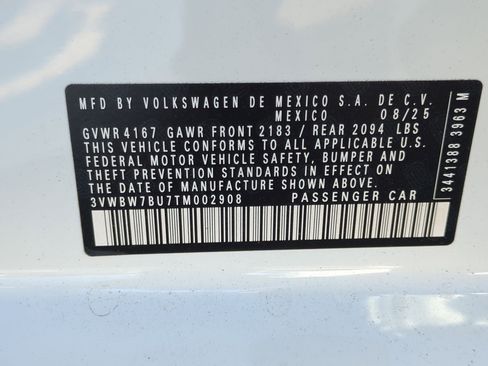 MFD BY VOLKSWAGEN DE MEXICO S.A. DE C.V.
MEXICO 08/25
GVWR 4167 GAWR FRONT 2183 / REAR 2094 LBS
THIS VEHICLE CONFORMS TO ALL APPLICABLE
FEDERAL MOTOR VEHICLE SAFETY, BUMPER AND
THEFT PREVENTION STANDARDS IN EFFECT ON THE
DATE OF MANUFACTURE SHOWN ABOVE
3VWBW7BU7TM002908 PASSENGER CAR
3441388 3963 M